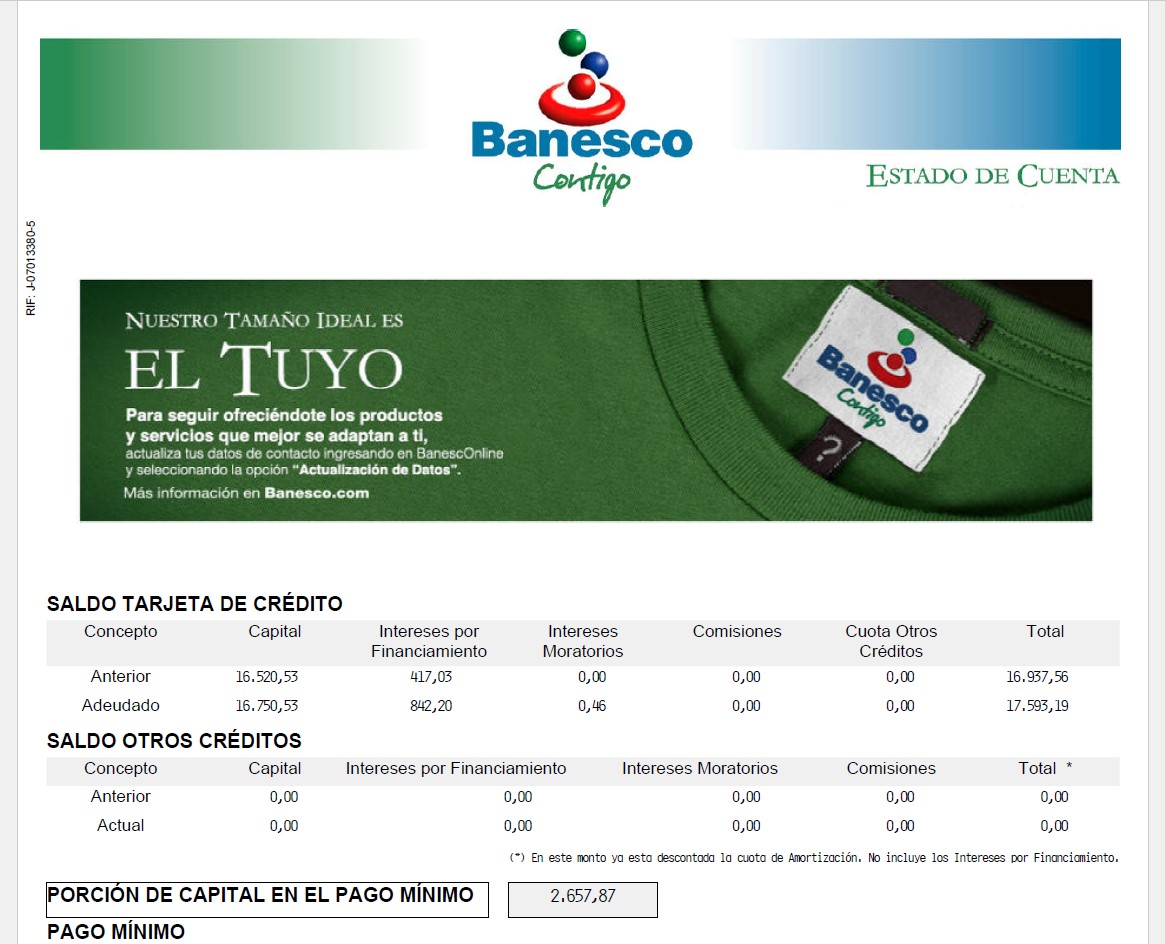 Banesco
Contigo
ESTADO DE CUENTA
RIF: J-07013380-5
NUESTRO TAMAÑO IDEAL ES
EL TUYO
Para seguir ofreciéndote los productos
y servicios que mejor se adaptan a ti,
actualiza tus datos de contacto ingresando en BanescOnline
y seleccionando la opción “Actualización de Datos”.
Más información en Banesco.com
Banesco
Contigo
?
SALDO TARJETA DE CRÉDITO
Concepto Capital Intereses por Financiamiento Intereses Moratorios Comisiones Cuota Otros Créditos Total
Anterior 16.520,53 417,03 0,00 0,00 0,00 16.937,56
Adeudado 16.750,53 842,20 0,46 0,00 0,00 17.593,19
SALDO OTROS CRÉDITOS
Concepto Capital Intereses por Financiamiento Intereses Moratorios Comisiones Total *
Anterior 0,00 0,00 0,00 0,00 0,00
Actual 0,00 0,00 0,00 0,00 0,00
(*) En este monto ya esta descontada la cuota de Amortización. No incluye los Intereses por Financiamiento.
PORCIÓN DE CAPITAL EN EL PAGO MÍNIMO 2.657,87
PAGO MÍNIMO